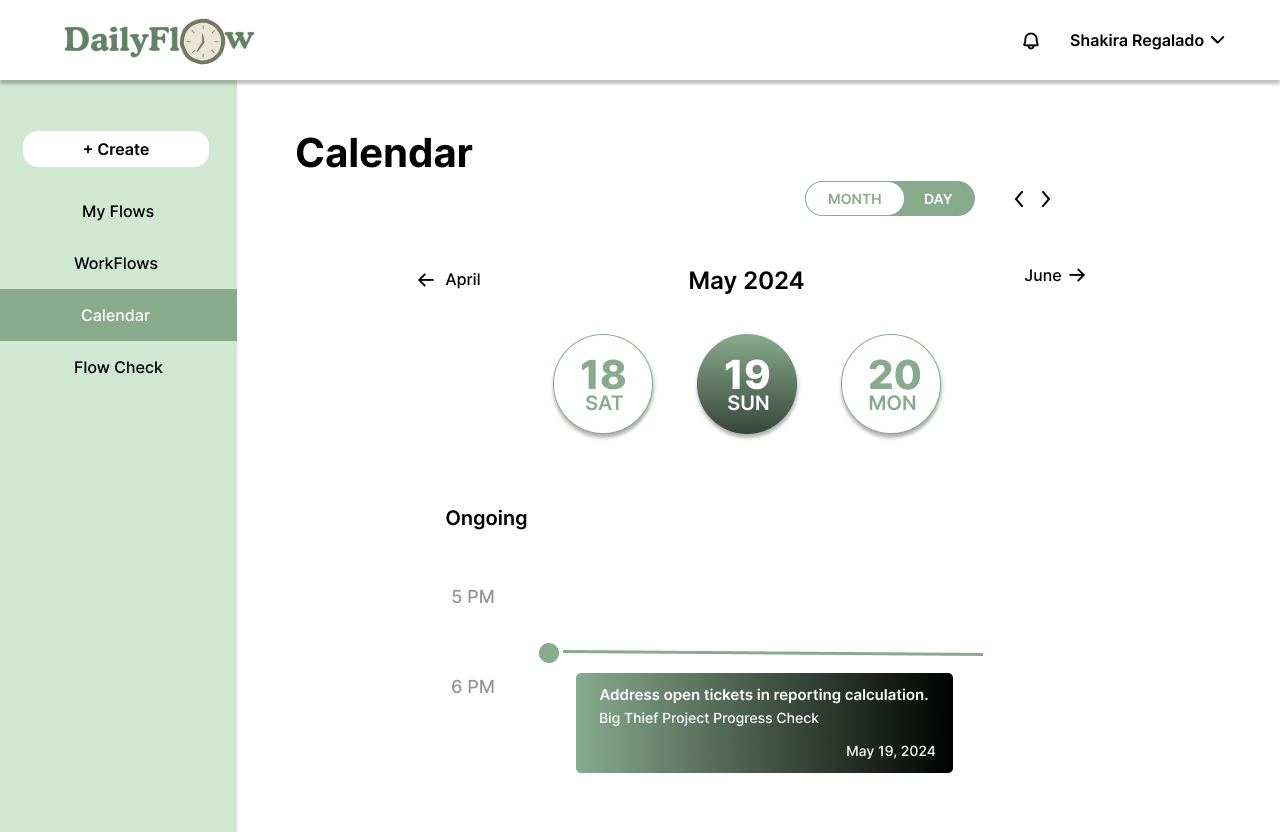 DailyFlow
Shakira Regalado
+ Create
My Flows
WorkFlows
Calendar
Flow Check
Calendar
MONTH DAY
April May 2024 June
18 19 20
SAT SUN MON
Ongoing
5 PM
6 PM
Address open tickets in reporting calculation.
Big Thief Project Progress Check
May 19, 2024